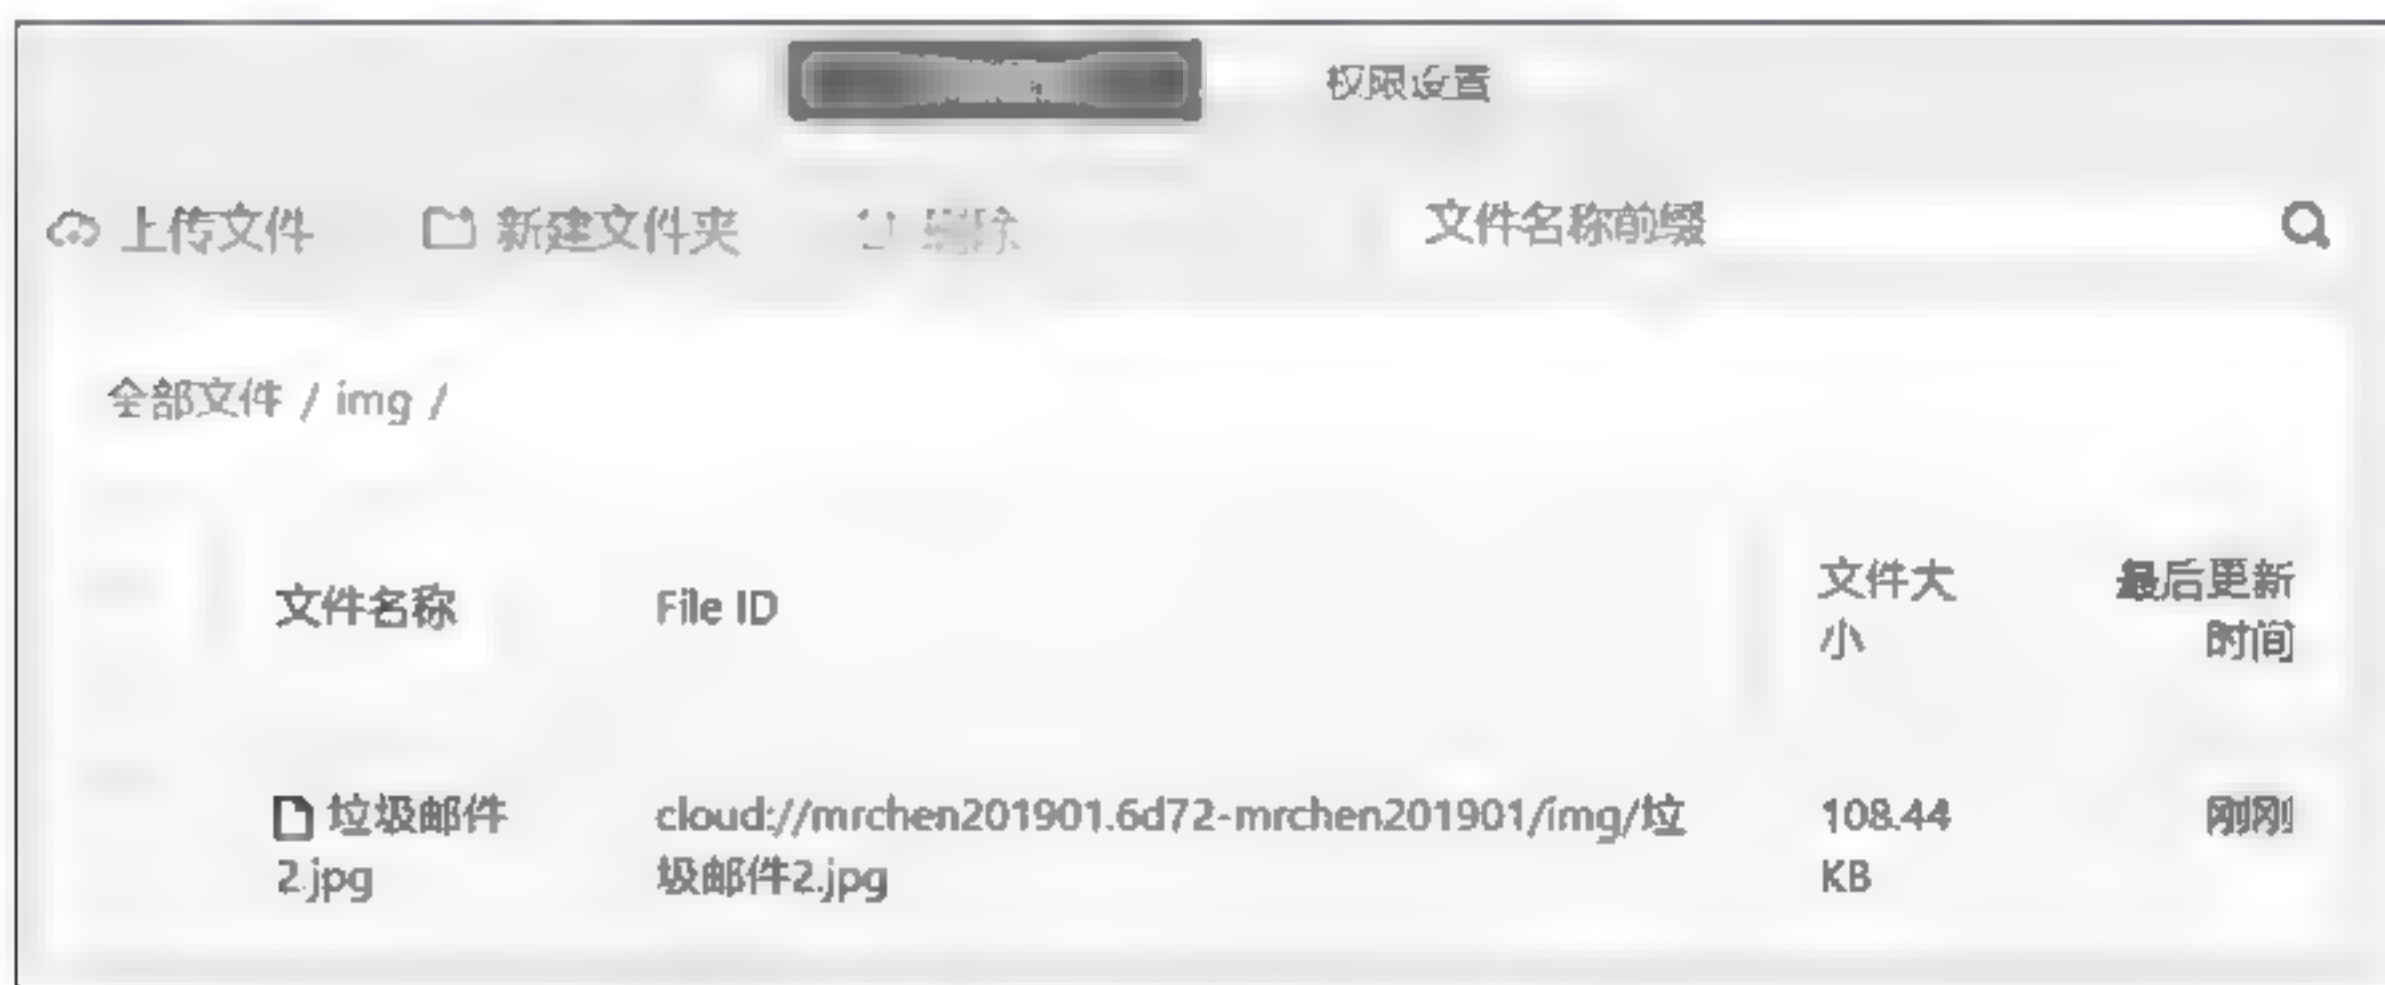 权限设置
上传文件 新建文件夹 删除 文件名称前缀
全部文件 / img /
文件名称 File ID 文件大小 最后更新时间
垃圾邮件 cloud://mrchen201901.6d72-mrchen201901/img/垃 108.44 刚刚
2.jpg 圾邮件2.jpg KB